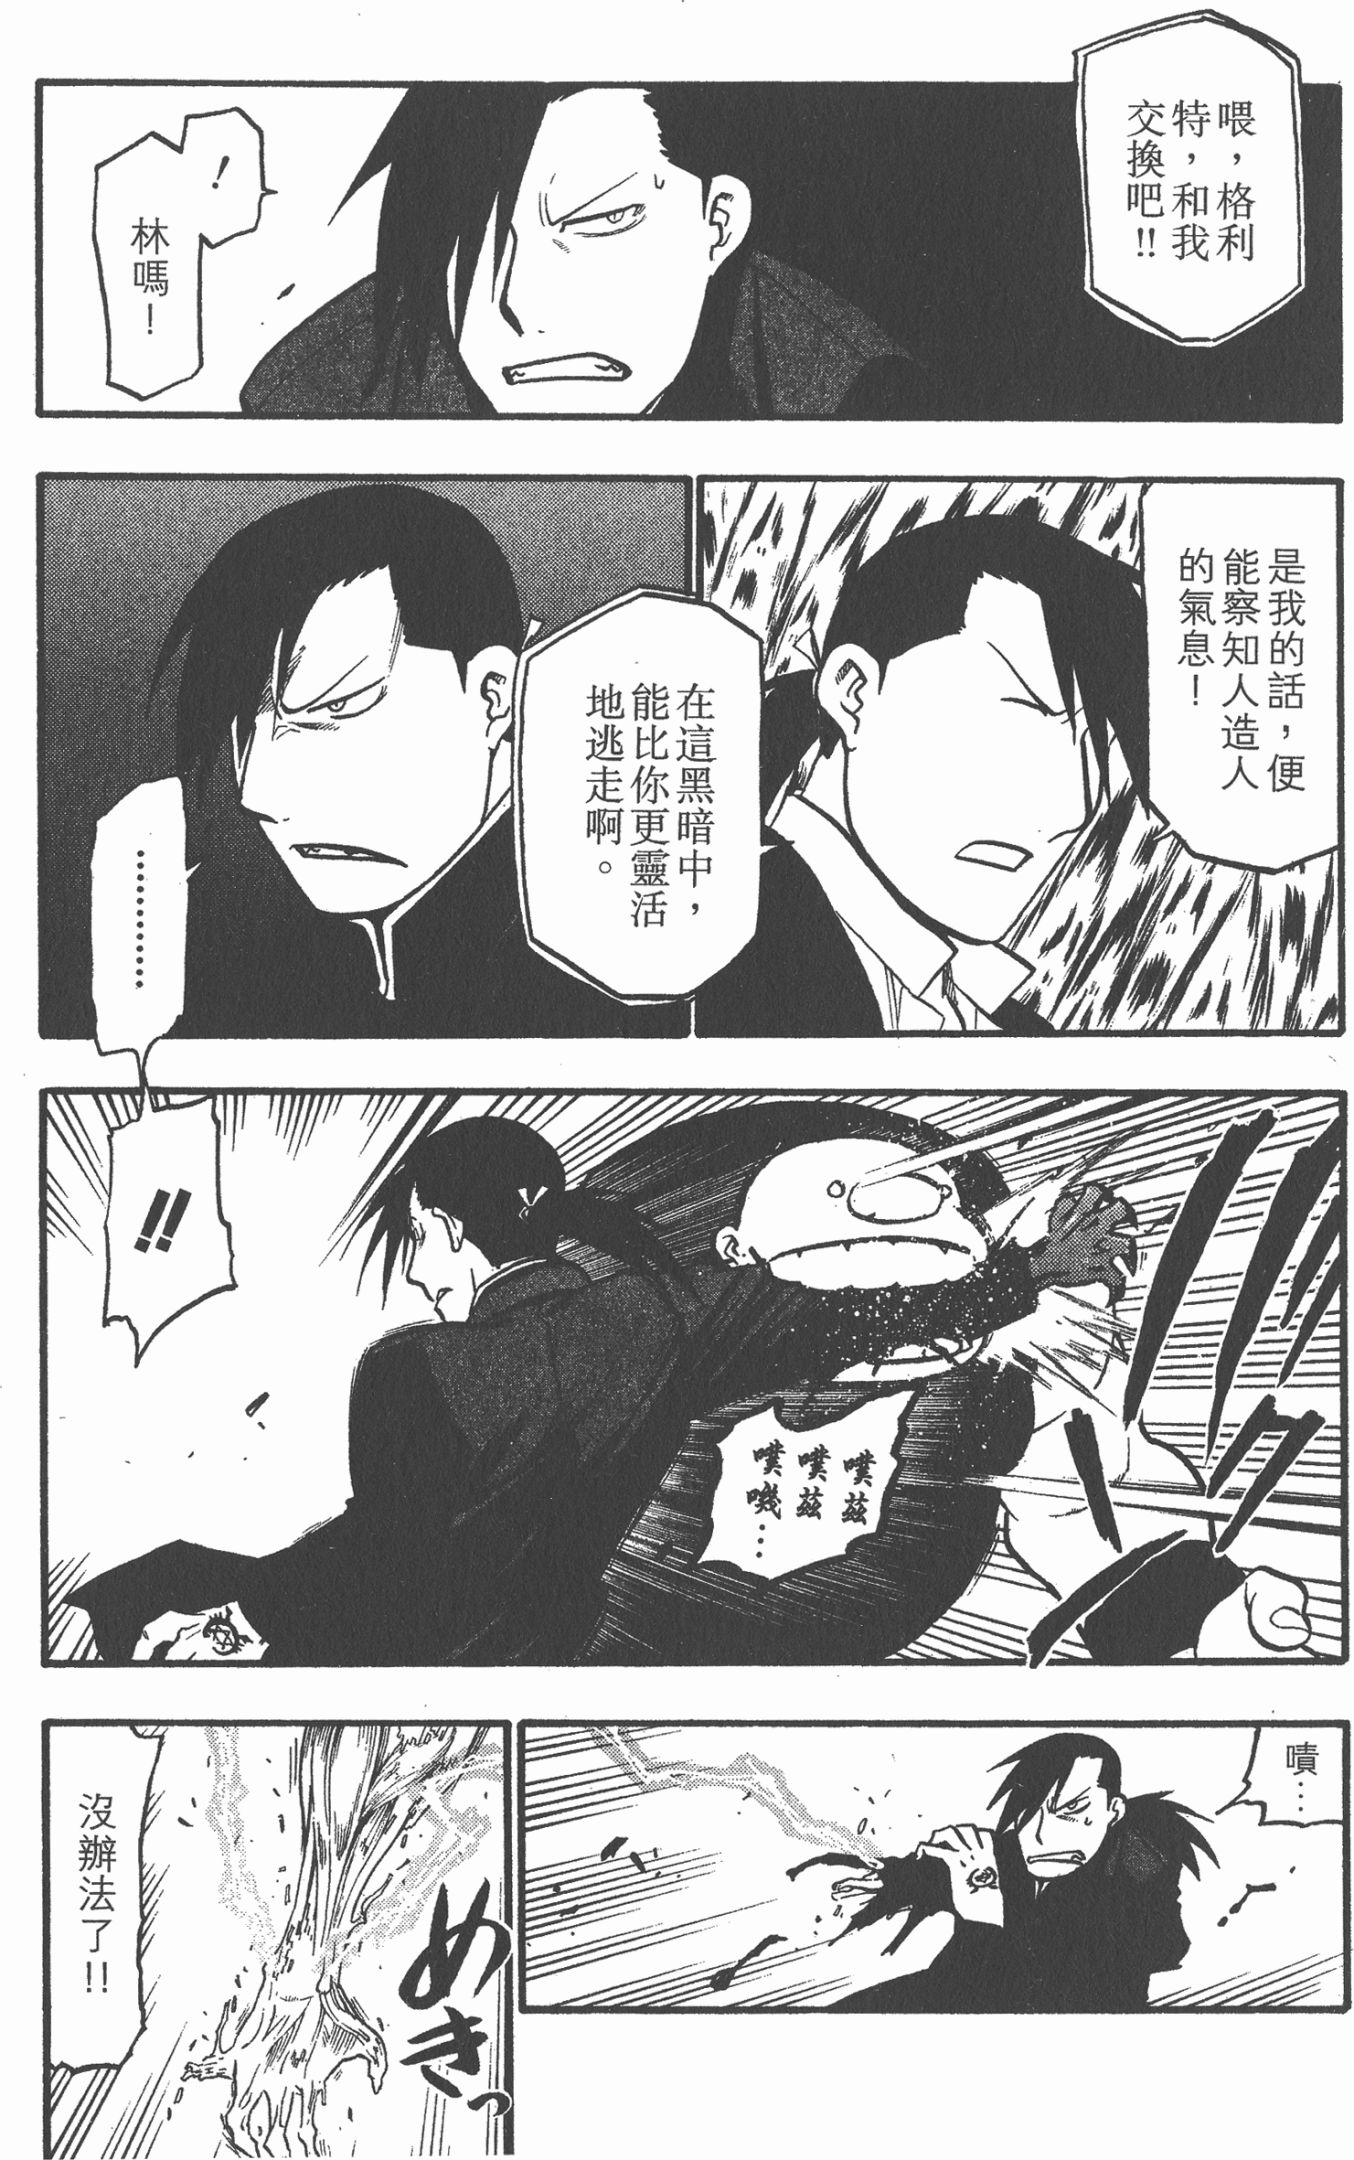 喂，格利
特，和我
交換吧!!
！
林嗎！
是我的話，便
能察知人造人
的氣息！
在這黑暗中，
能比你更靈活
地逃走啊。
…………
!!
噗茲
噗茲
噗嘰…
嘖…
めきっ
沒辦法了!!